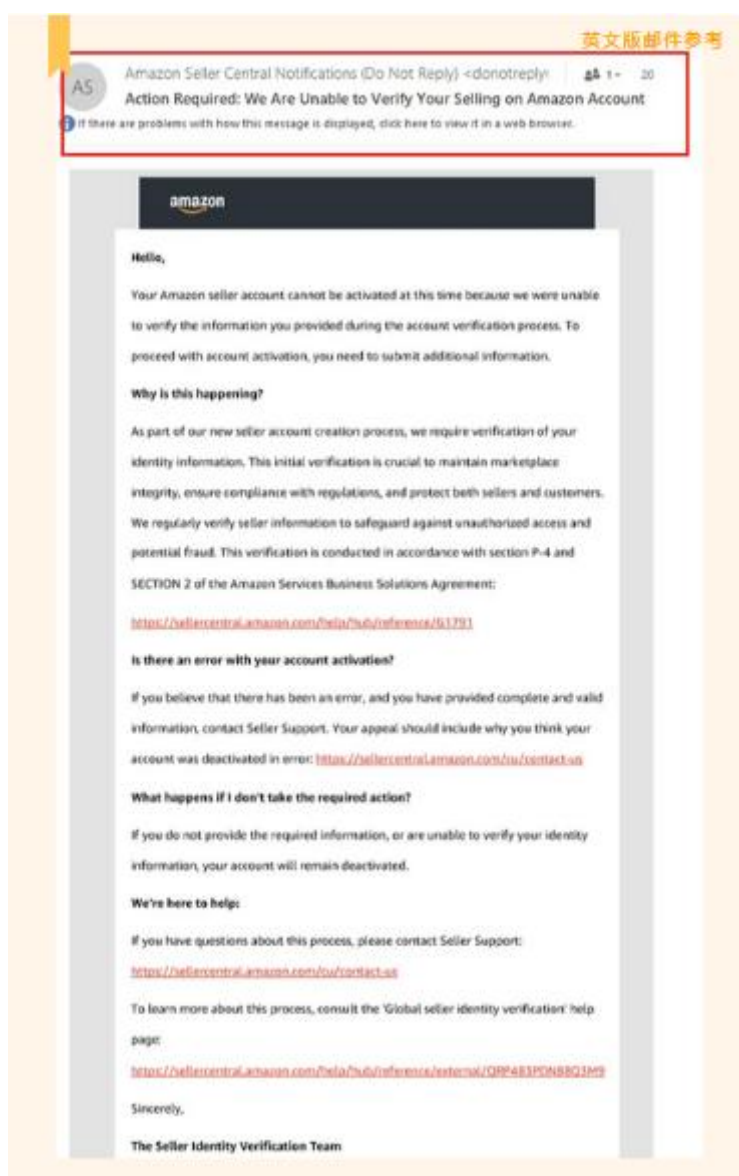 英文版邮件参考
AS
Amazon Seller Central Notifications (Do Not Reply) <donotreply
1
20
Action Required: We Are Unable to Verify Your Selling on Amazon Account
If there are problems with how this message is displayed, click here to view it in a web browser.
amazon
Hello,
Your Amazon seller account cannot be activated at this time because we were unable
to verify the information you provided during the account verification process. To
proceed with account activation, you need to submit additional information.
Why is this happening?
As part of our new seller account creation process, we require verification of your
identity information. This initial verification is crucial to maintain marketplace
integrity, ensure compliance with regulations, and protect both sellers and customers.
We regularly verify seller information to safeguard against unauthorized access and
potential fraud. This verification is conducted in accordance with section P-4 and
SECTION 2 of the Amazon Services Business Solutions Agreement:
https://sellercentral.amazon.com/help/hub/reference/G1791
Is there an error with your account activation?
If you believe that there has been an error, and you have provided complete and valid
information, contact Seller Support. Your appeal should include why you think your
account was deactivated in error: https://sellercentral.amazon.com/cu/contact-us
What happens if I don't take the required action?
If you do not provide the required information, or are unable to verify your identity
information, your account will remain deactivated.
We're here to help:
If you have questions about this process, please contact Seller Support:
https://sellercentral.amazon.com/cu/contact-us
To learn more about this process, consult the 'Global seller identity verification' help
page:
Sincerely,
The Seller Identity Verification Team